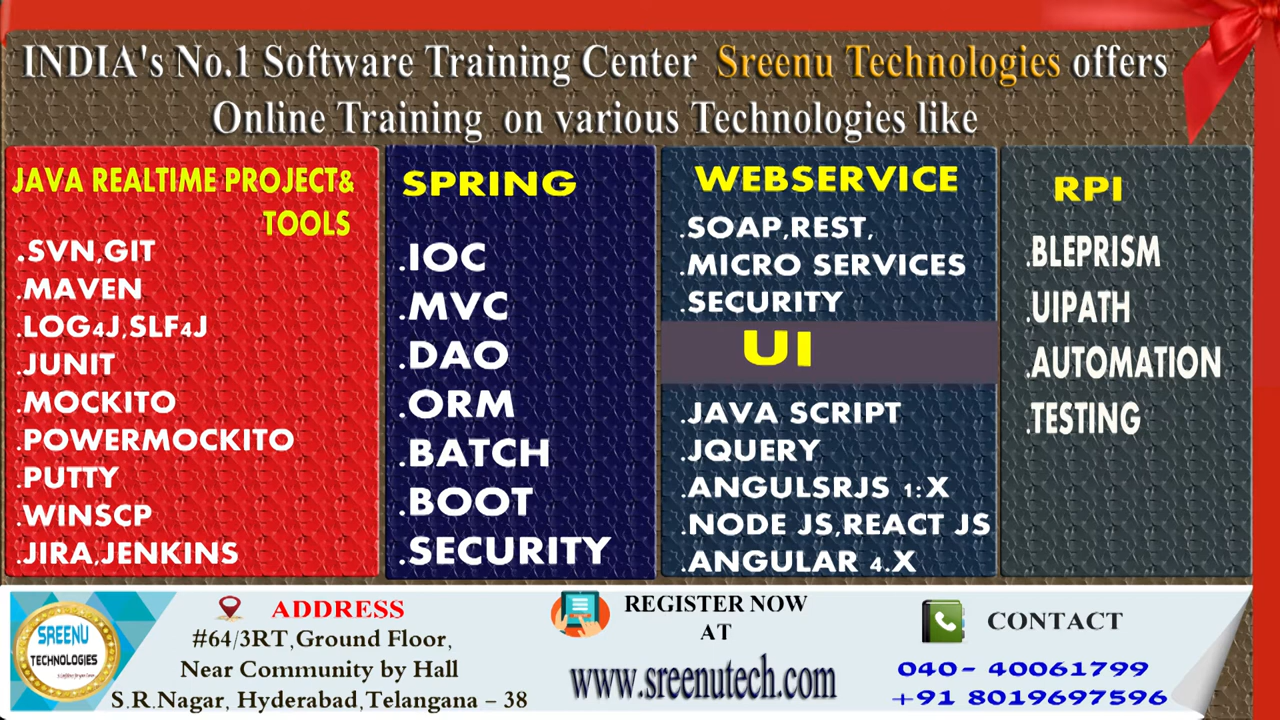 INDIA's No.1 Software Training Center Sreenu Technologies offers
Online Training on various Technologies like
JAVA REALTIME PROJECT&
TOOLS
.SVN,GIT
.MAVEN
.LOG4J,SLF4J
.JUNIT
.MOCKITO
.POWERMOCKITO
.PUTTY
.WINSCP
.JIRA,JENKINS
SPRING
.IOC
.MVC
.DAO
.ORM
.BATCH
.BOOT
.SECURITY
WEBSERVICE
.SOAP,REST,
.MICRO SERVICES
.SECURITY
UI
.JAVA SCRIPT
.JQUERY
.ANGULSRJS 1:X
.NODE JS,REACT JS
.ANGULAR 4.X
RPI
.BLEPRISM
.UIPATH
.AUTOMATION
.TESTING
SREENU
TECHNOLOGIES
ADDRESS
#64/3RT,Ground Floor,
Near Community by Hall
S.R.Nagar, Hyderabad,Telangana – 38
REGISTER NOW
AT
www.sreenutech.com
CONTACT
040- 40061799
+91 8019697596